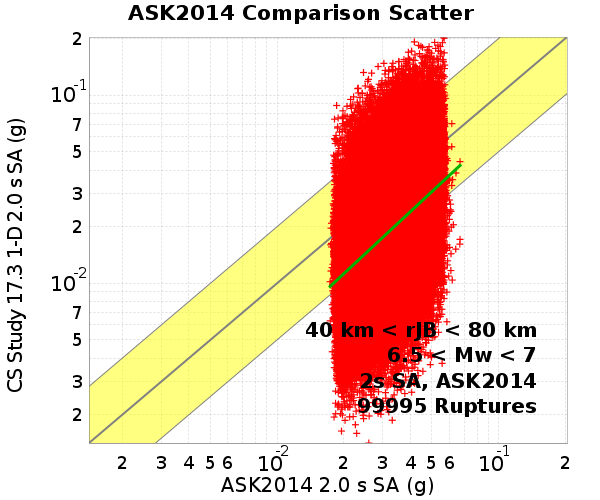 ASK2014 Comparison Scatter
2
10-1
7
5
3
2
10-2
7
5
3
2
CS Study 17.3 1-D 2.0 s SA (g)
40 km < rJB < 80 km
6.5 < Mw < 7
2s SA, ASK2014
99995 Ruptures
2 3 4 5 6 10-2 2 3 4 5 6 10-1 2
ASK2014 2.0 s SA (g)